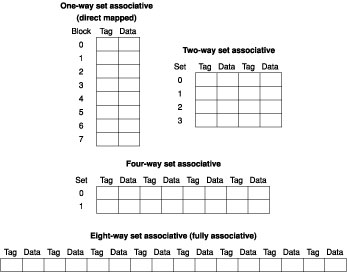 One-way set associative
(direct mapped)
Block Tag Data
0
1
2
3
4
5
6
7
Two-way set associative
Set Tag Data Tag Data
0
1
2
3
Four-way set associative
Set Tag Data Tag Data Tag Data Tag Data
0
1
Eight-way set associative (fully associative)
Tag Data Tag Data Tag Data Tag Data Tag Data Tag Data Tag Data Tag Data